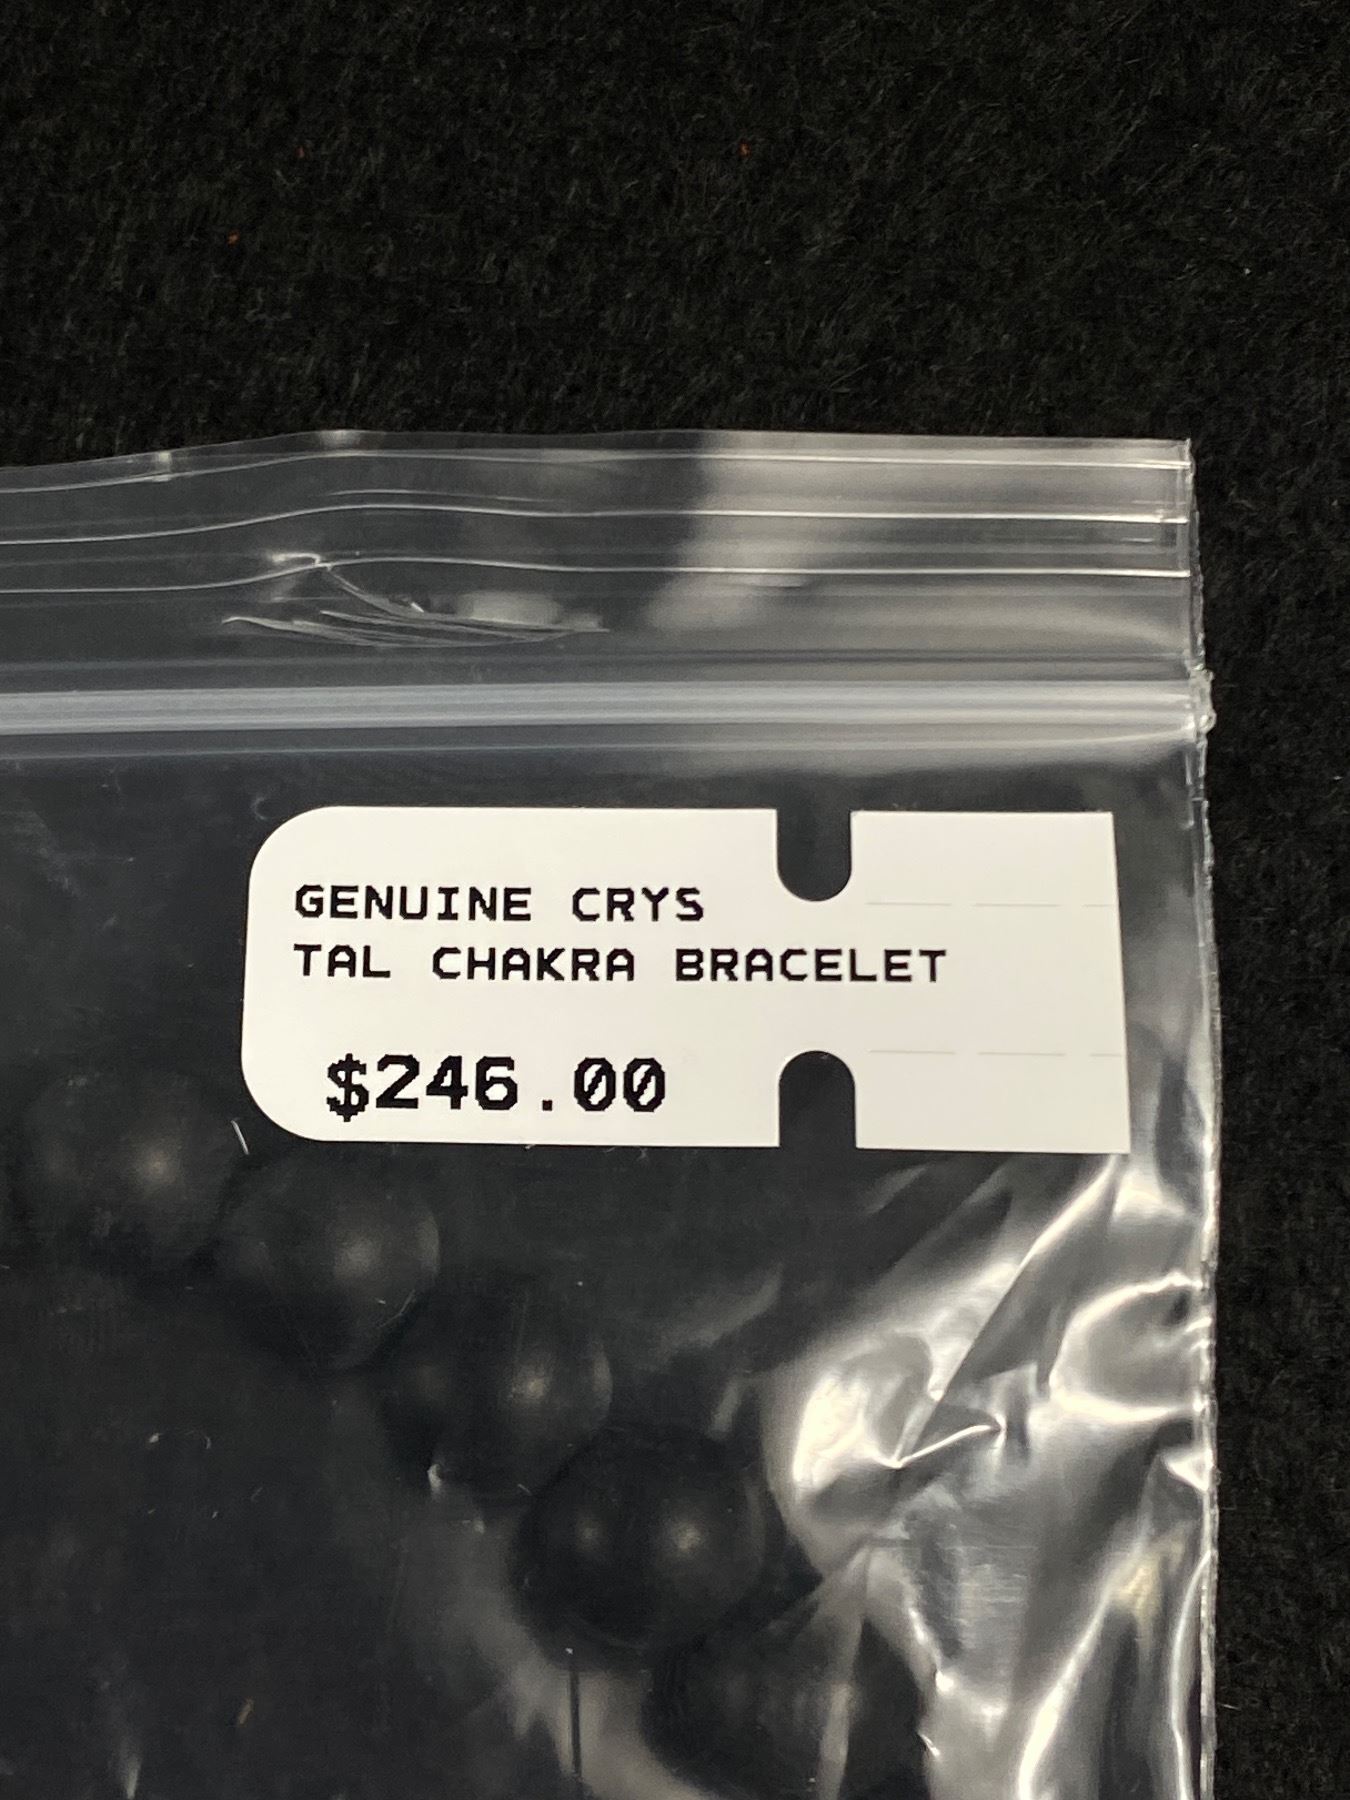 GENUINE CRYS
TAL CHAKRA BRACELET
$246.00